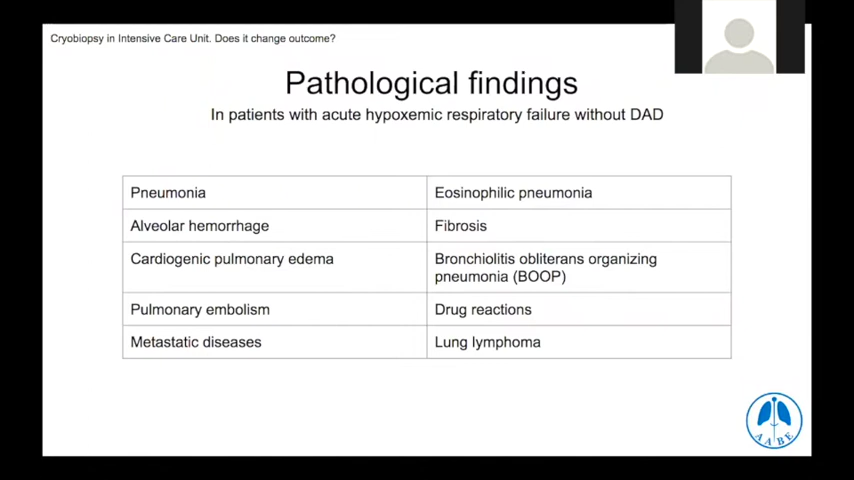 Cryobiopsy in Intensive Care Unit. Does it change outcome?
Pathological findings
In patients with acute hypoxemic respiratory failure without DAD
Pneumonia
Eosinophilic pneumonia
Alveolar hemorrhage
Fibrosis
Cardiogenic pulmonary edema
Bronchiolitis obliterans organizing
pneumonia (BOOP)
Pulmonary embolism
Drug reactions
Metastatic diseases
Lung lymphoma
AABE